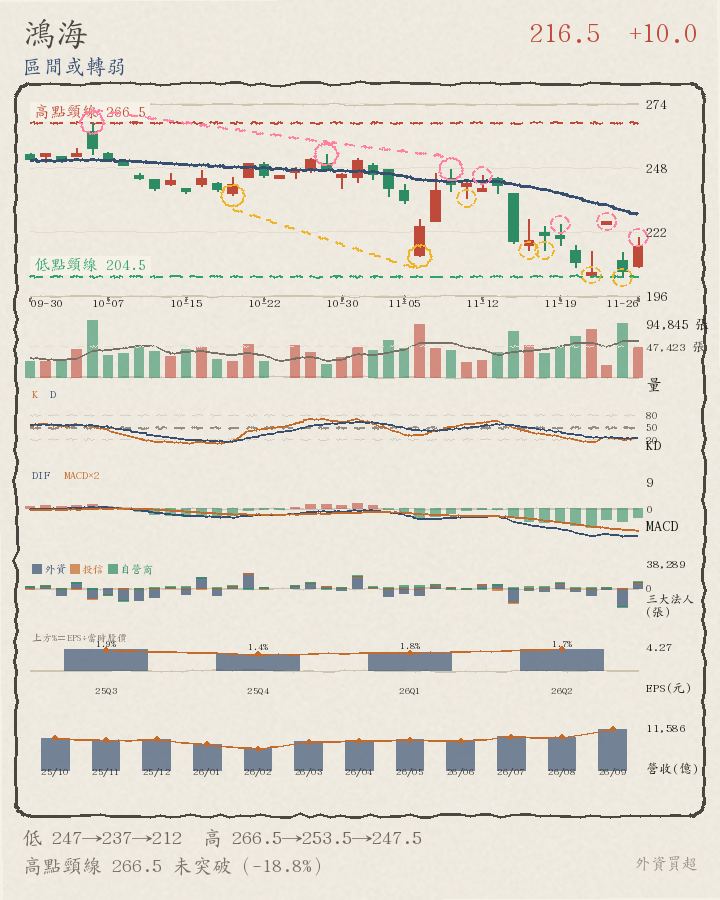 鴻海
216.5 +10.0
區間或轉弱
高點頸線 266.5
274
248
222
低點頸線 204.5
196
09-30 10-07 10-15 10-22 10-30 11-05 11-12 11-19 11-26
94,845 張
47,423 張
量
K D
80
50
20
KD
DIF MACD×2
9
0
MACD
外資 投信 自營商
38,289
0
三大法人
(張)
上方%=EPS÷當時股價
1.9% 1.4% 1.8% 1.7%
4.27
25Q3 25Q4 26Q1 26Q2
EPS(元)
11,586
25/10 25/11 25/12 26/01 26/02 26/03 26/04 26/05 26/06 26/07 26/08 26/09
營收(億)
低 247→237→212 高 266.5→253.5→247.5
高點頸線 266.5 未突破 (-18.8%)
外資買超